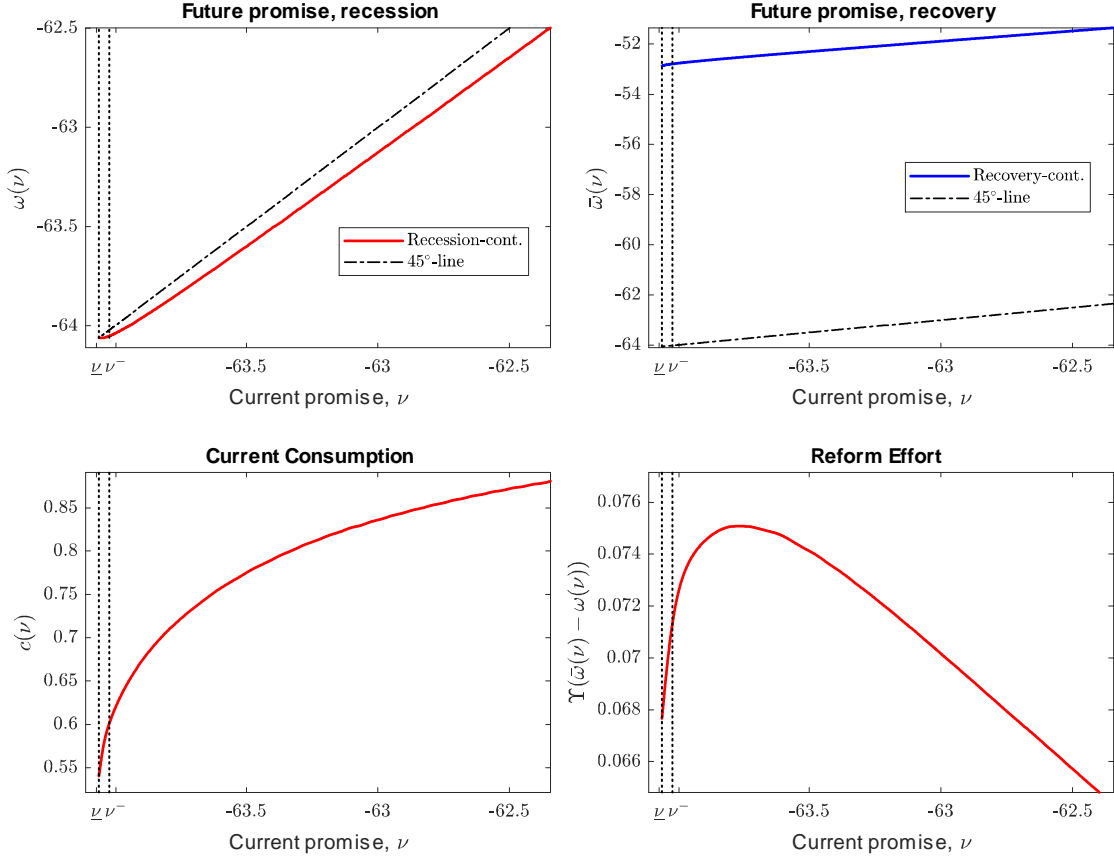 Future promise, recession
-62.5
-63
-63.5
-64
ω(ν)
Recession-cont.
45°-line
ν ν⁻
-63.5
-63
-62.5
Current promise, ν
Future promise, recovery
-52
-54
-56
-58
-60
-62
-64
ω̄(ν)
Recovery-cont.
45°-line
ν ν⁻
-63.5
-63
-62.5
Current promise, ν
Current Consumption
0.85
0.8
0.75
0.7
0.65
0.6
0.55
c(ν)
ν ν⁻
-63.5
-63
-62.5
Current promise, ν
Reform Effort
0.076
0.074
0.072
0.07
0.068
0.066
Υ(ω̄(ν) − ω(ν))
ν ν⁻
-63.5
-63
-62.5
Current promise, ν